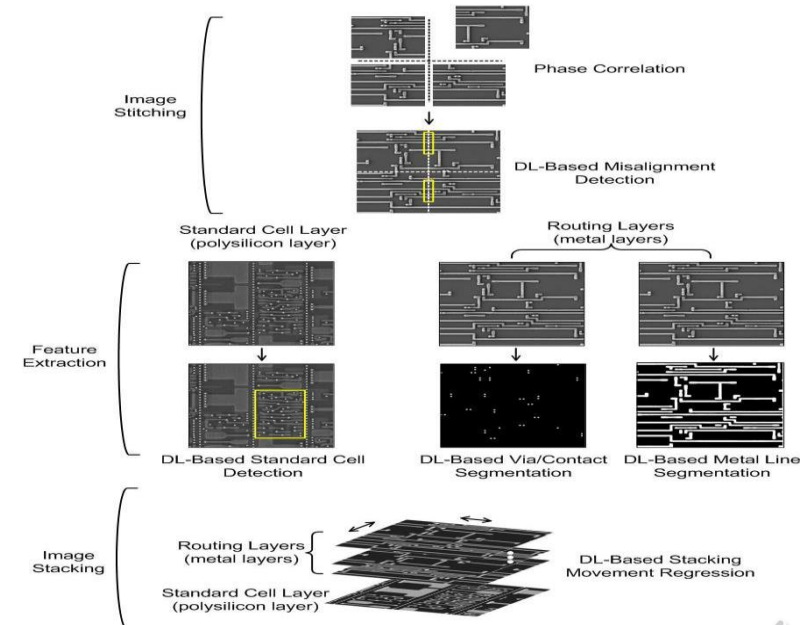 Phase Correlation
Image
Stitching
DL-Based Misalignment
Detection
Standard Cell Layer
(polysilicon layer)
Routing Layers
(metal layers)
Feature
Extraction
DL-Based Standard Cell
Detection
DL-Based Via/Contact
Segmentation
DL-Based Metal Line
Segmentation
Image
Stacking
Routing Layers
(metal layers)
DL-Based Stacking
Movement Regression
Standard Cell Layer
(polysilicon layer)